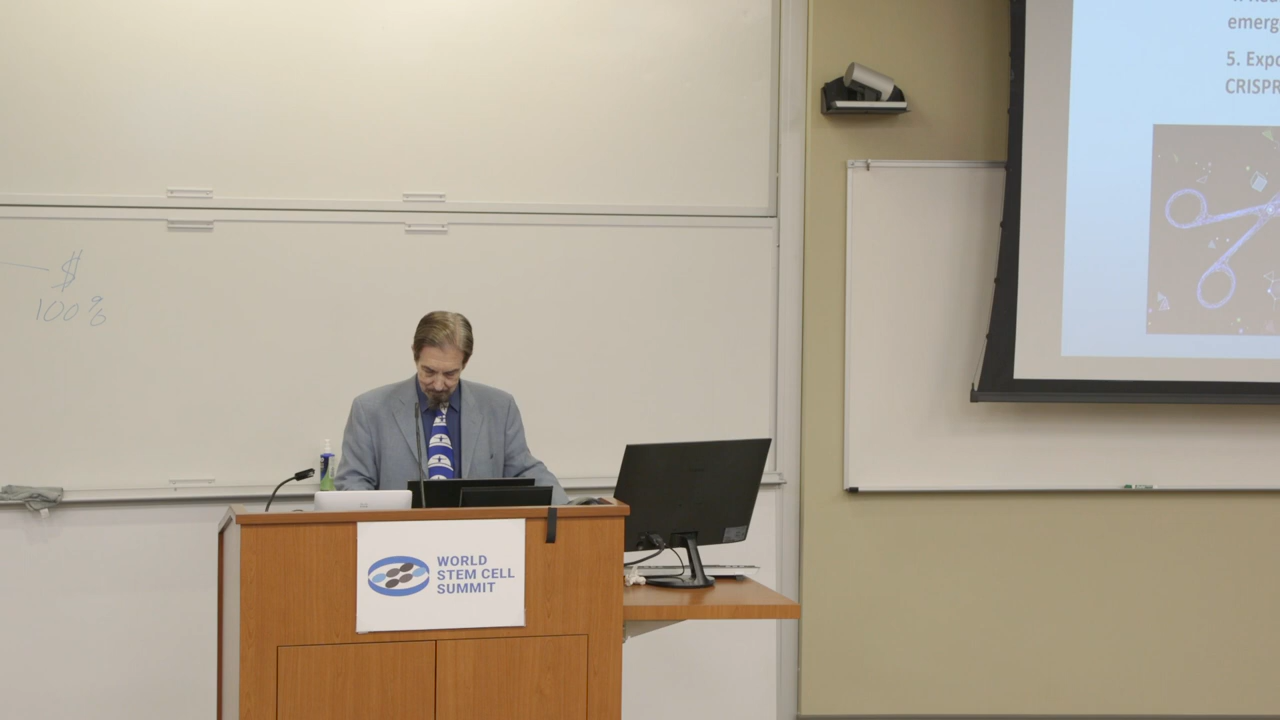 $
100%
WORLD
STEM CELL
SUMMIT
emerg
5. Expo
CRISPR